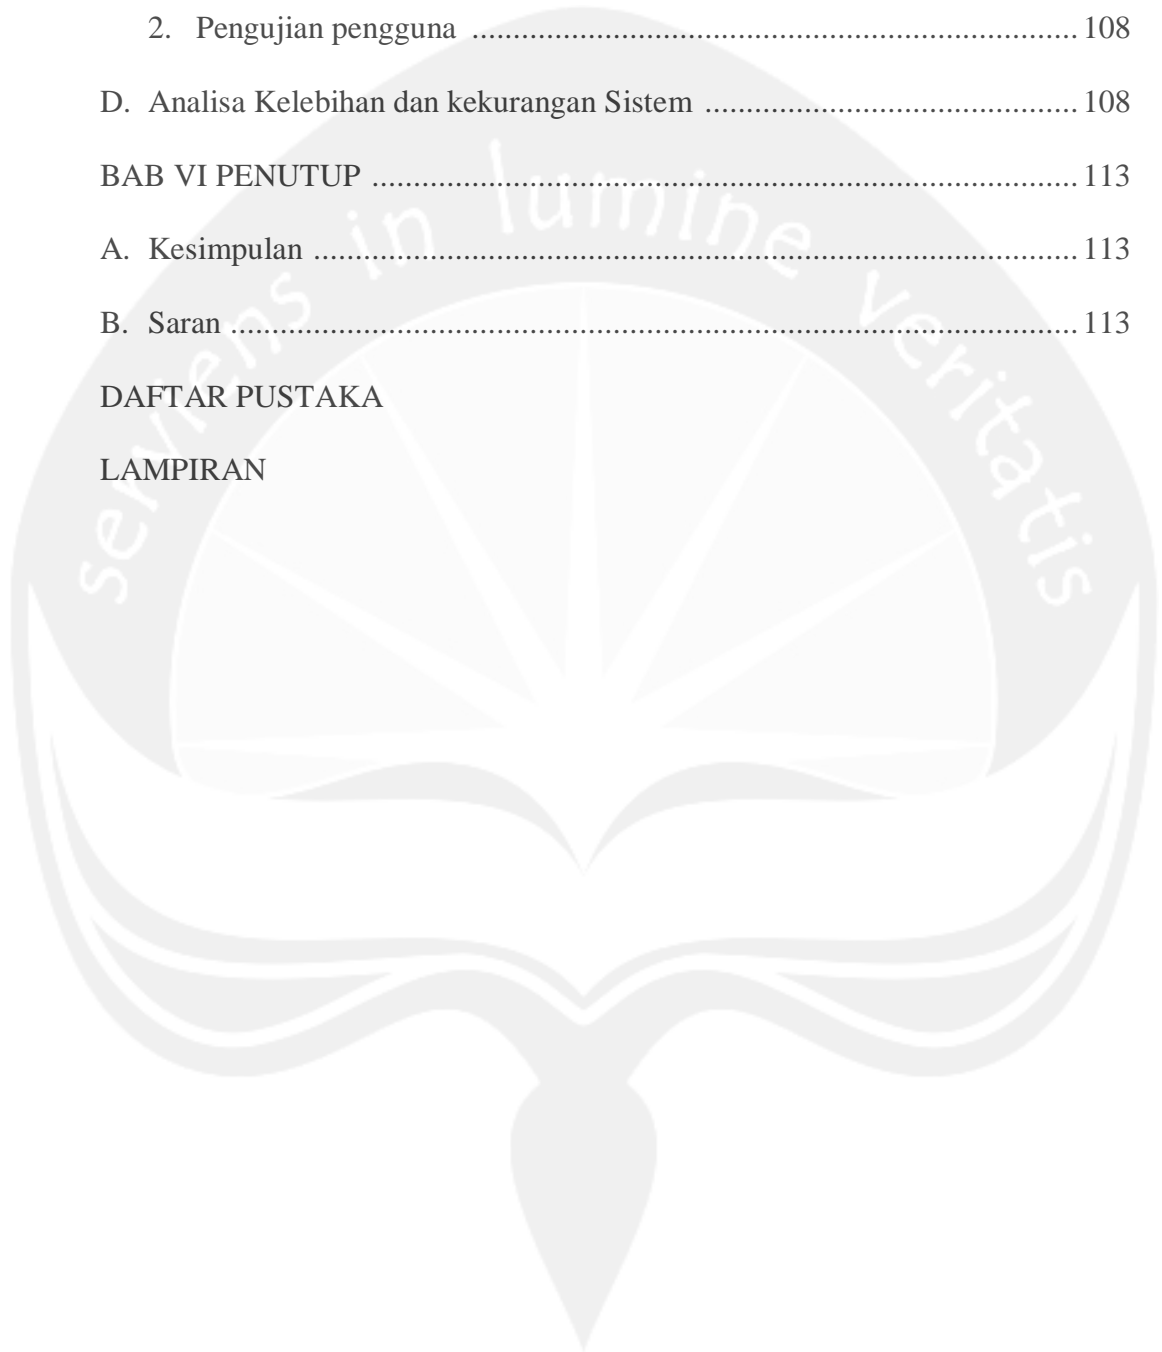 2. Pengujian pengguna ........................................................................ 108
D. Analisa Kelebihan dan kekurangan Sistem ............................................ 108
BAB VI PENUTUP .................................................................................... 113
A. Kesimpulan ........................................................................................... 113
B. Saran ..................................................................................................... 113
DAFTAR PUSTAKA
LAMPIRAN
serviens in lumine veritatis